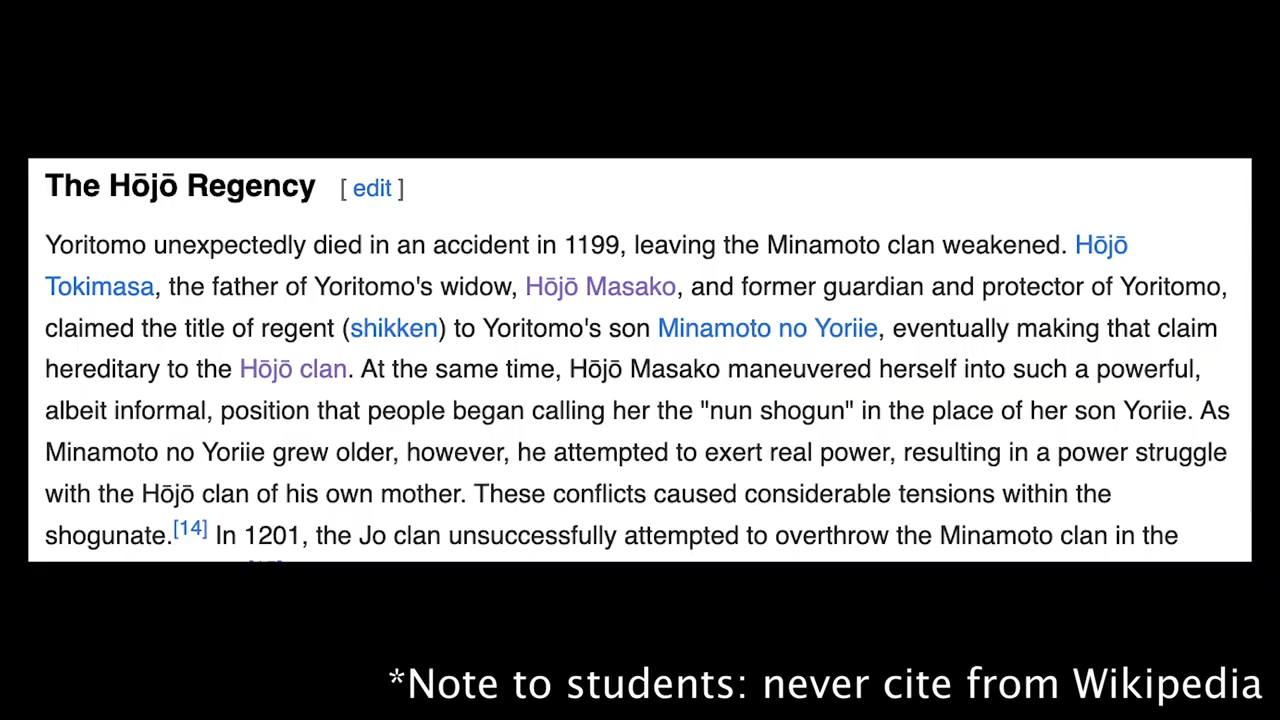 The Hōjō Regency [ edit ]
Yoritomo unexpectedly died in an accident in 1199, leaving the Minamoto clan weakened. Hōjō
Tokimasa, the father of Yoritomo's widow, Hōjō Masako, and former guardian and protector of Yoritomo,
claimed the title of regent (shikken) to Yoritomo's son Minamoto no Yoriie, eventually making that claim
hereditary to the Hōjō clan. At the same time, Hōjō Masako maneuvered herself into such a powerful,
albeit informal, position that people began calling her the "nun shogun" in the place of her son Yoriie. As
Minamoto no Yoriie grew older, however, he attempted to exert real power, resulting in a power struggle
with the Hōjō clan of his own mother. These conflicts caused considerable tensions within the
shogunate.[14] In 1201, the Jo clan unsuccessfully attempted to overthrow the Minamoto clan in the
*Note to students: never cite from Wikipedia